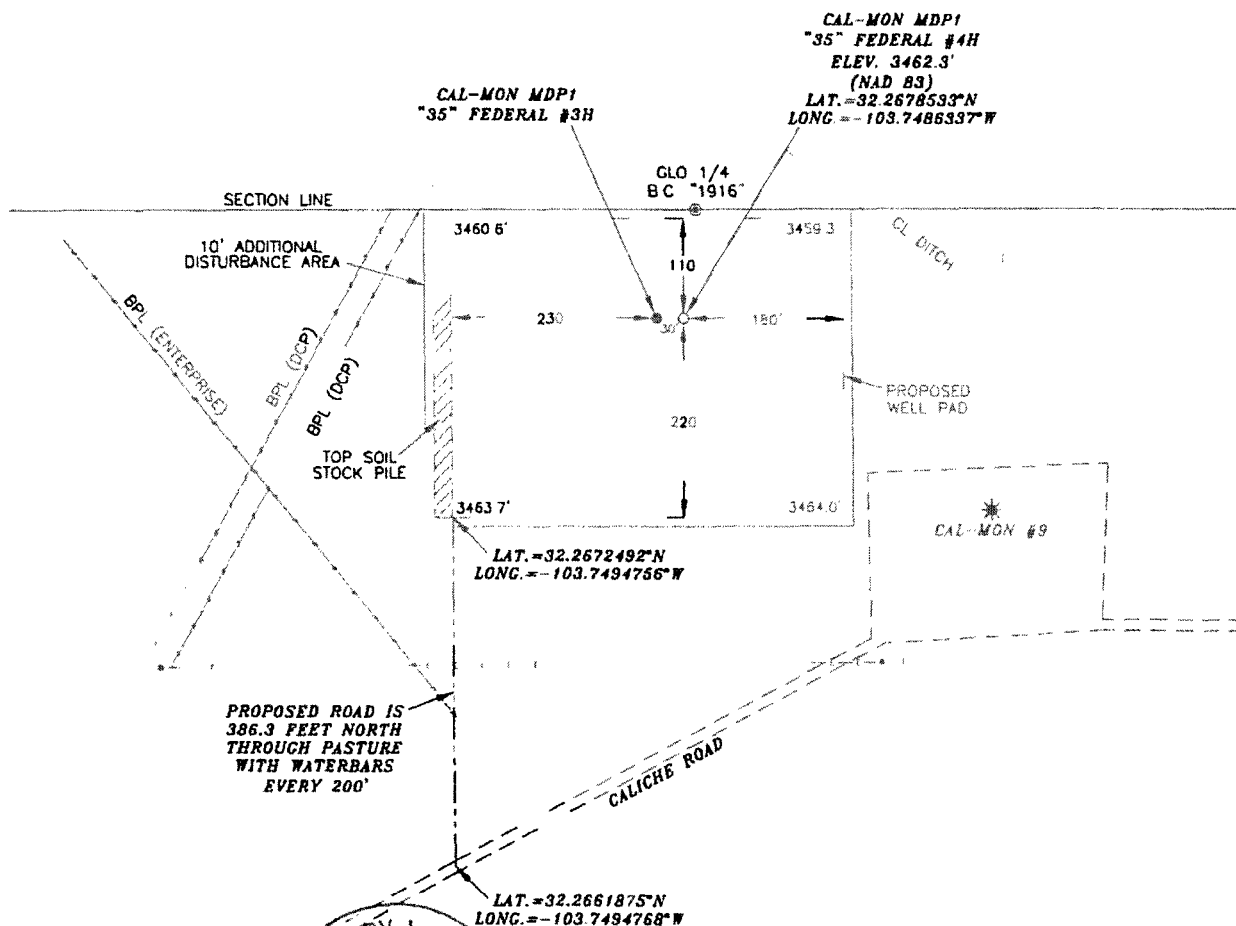 CAL-MON MDP1
"35" FEDERAL #4H
ELEV. 3462.3'
(NAD 83)
LAT.=32.2678533°N
LONG.=-103.7486337°W
CAL-MON MDP1
"35" FEDERAL #3H
GLO 1/4
BC "1916"
SECTION LINE
3460.6'
3459.3
CL DITCH
10' ADDITIONAL
DISTURBANCE AREA
110
230
30'
180'
BPL (ENTERPRISE)
BPL (DCP)
BPL (DCP)
PROPOSED
WELL PAD
220
TOP SOIL
STOCK PILE
3463.7'
3464.0'
CAL-MON #9
LAT.=32.2672492°N
LONG.=-103.7494756°W
PROPOSED ROAD IS
386.3 FEET NORTH
THROUGH PASTURE
WITH WATERBARS
EVERY 200'
CALICHE ROAD
LAT.=32.2661875°N
LONG.=-103.7494768°W